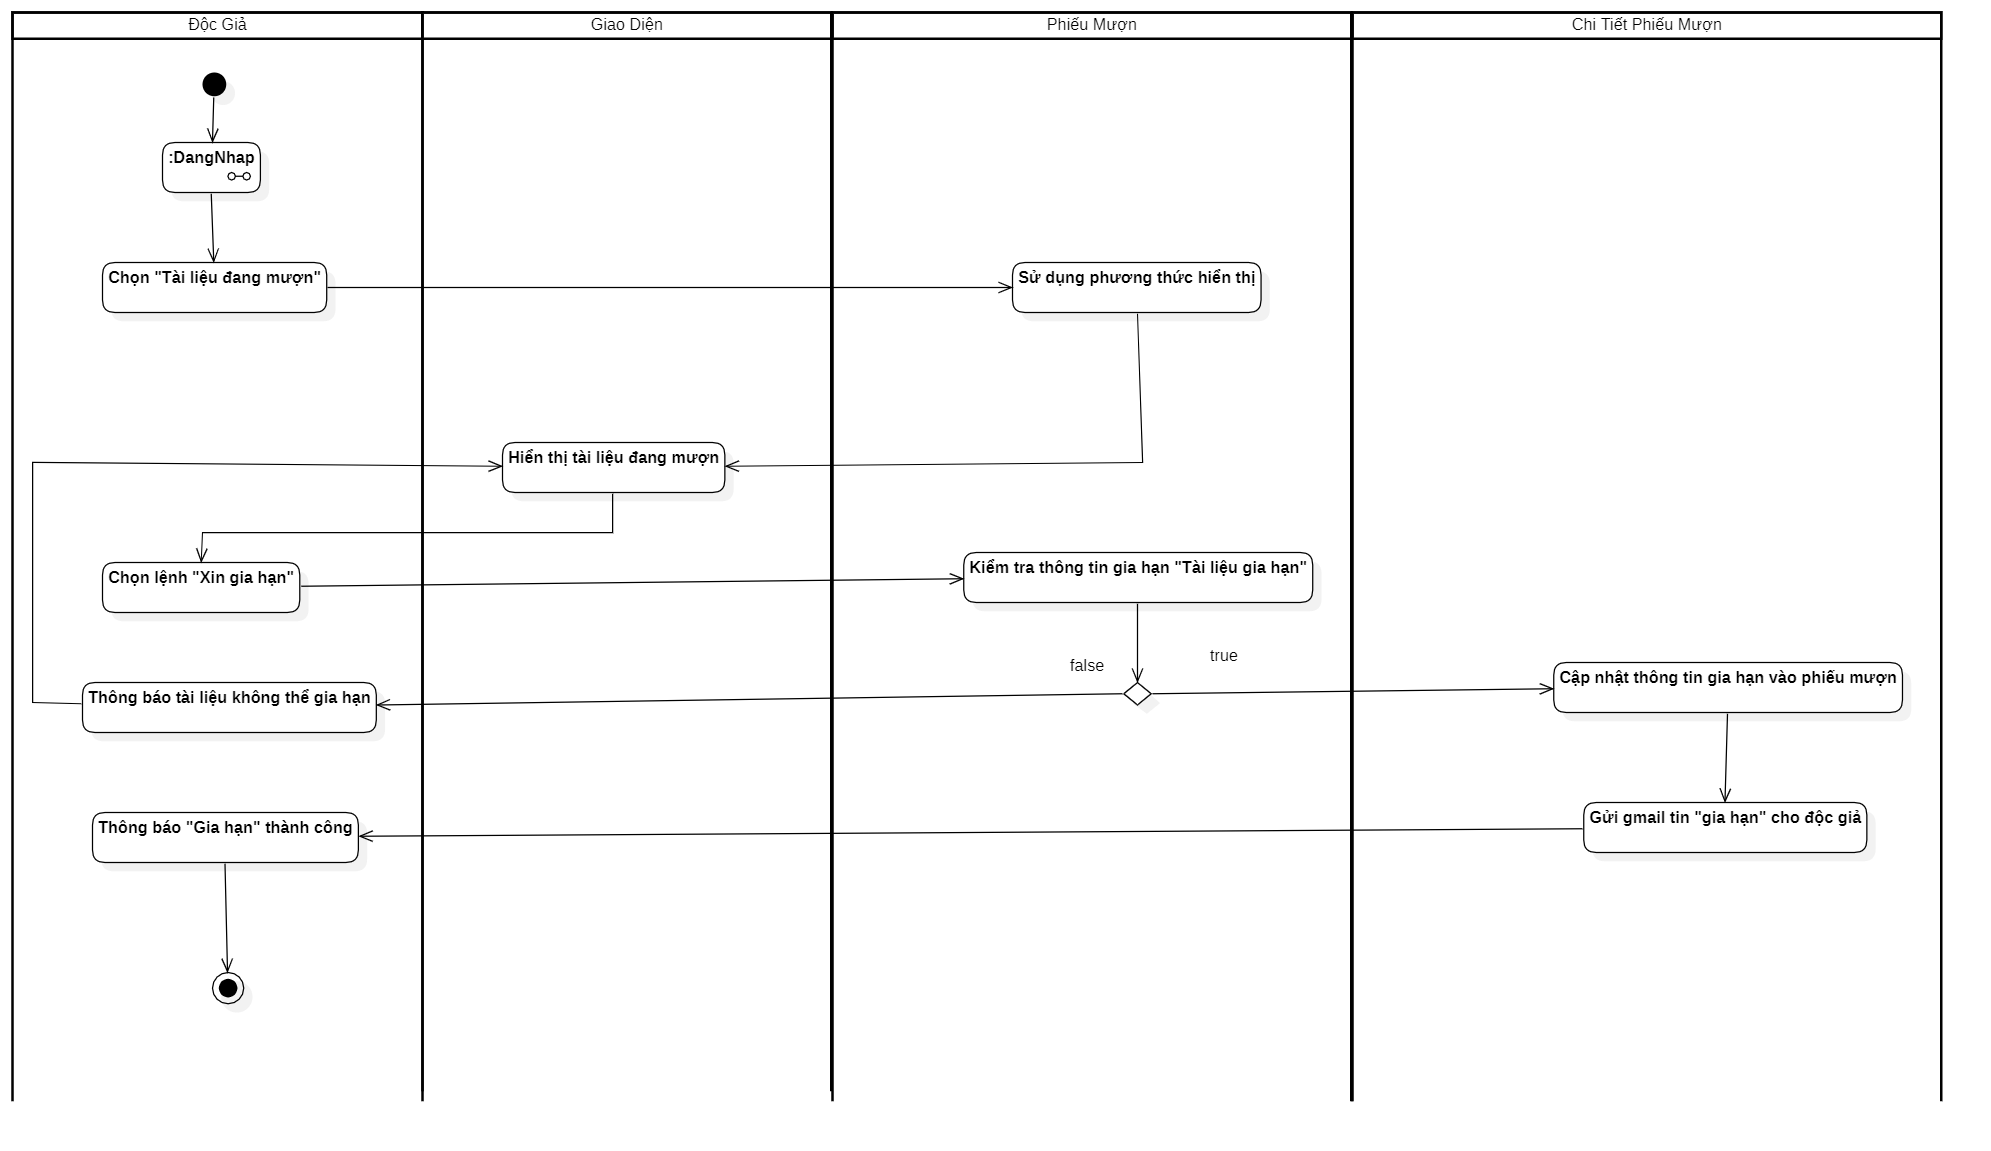 Độc Giả
Giao Diện
Phiếu Mượn
Chi Tiết Phiếu Mượn
:DangNhap
Chọn "Tài liệu đang mượn"
Sử dụng phương thức hiển thị
Hiển thị tài liệu đang mượn
Chọn lệnh "Xin gia hạn"
Kiểm tra thông tin gia hạn "Tài liệu gia hạn"
false
true
Thông báo tài liệu không thể gia hạn
Cập nhật thông tin gia hạn vào phiếu mượn
Thông báo "Gia hạn" thành công
Gửi gmail tin "gia hạn" cho độc giả